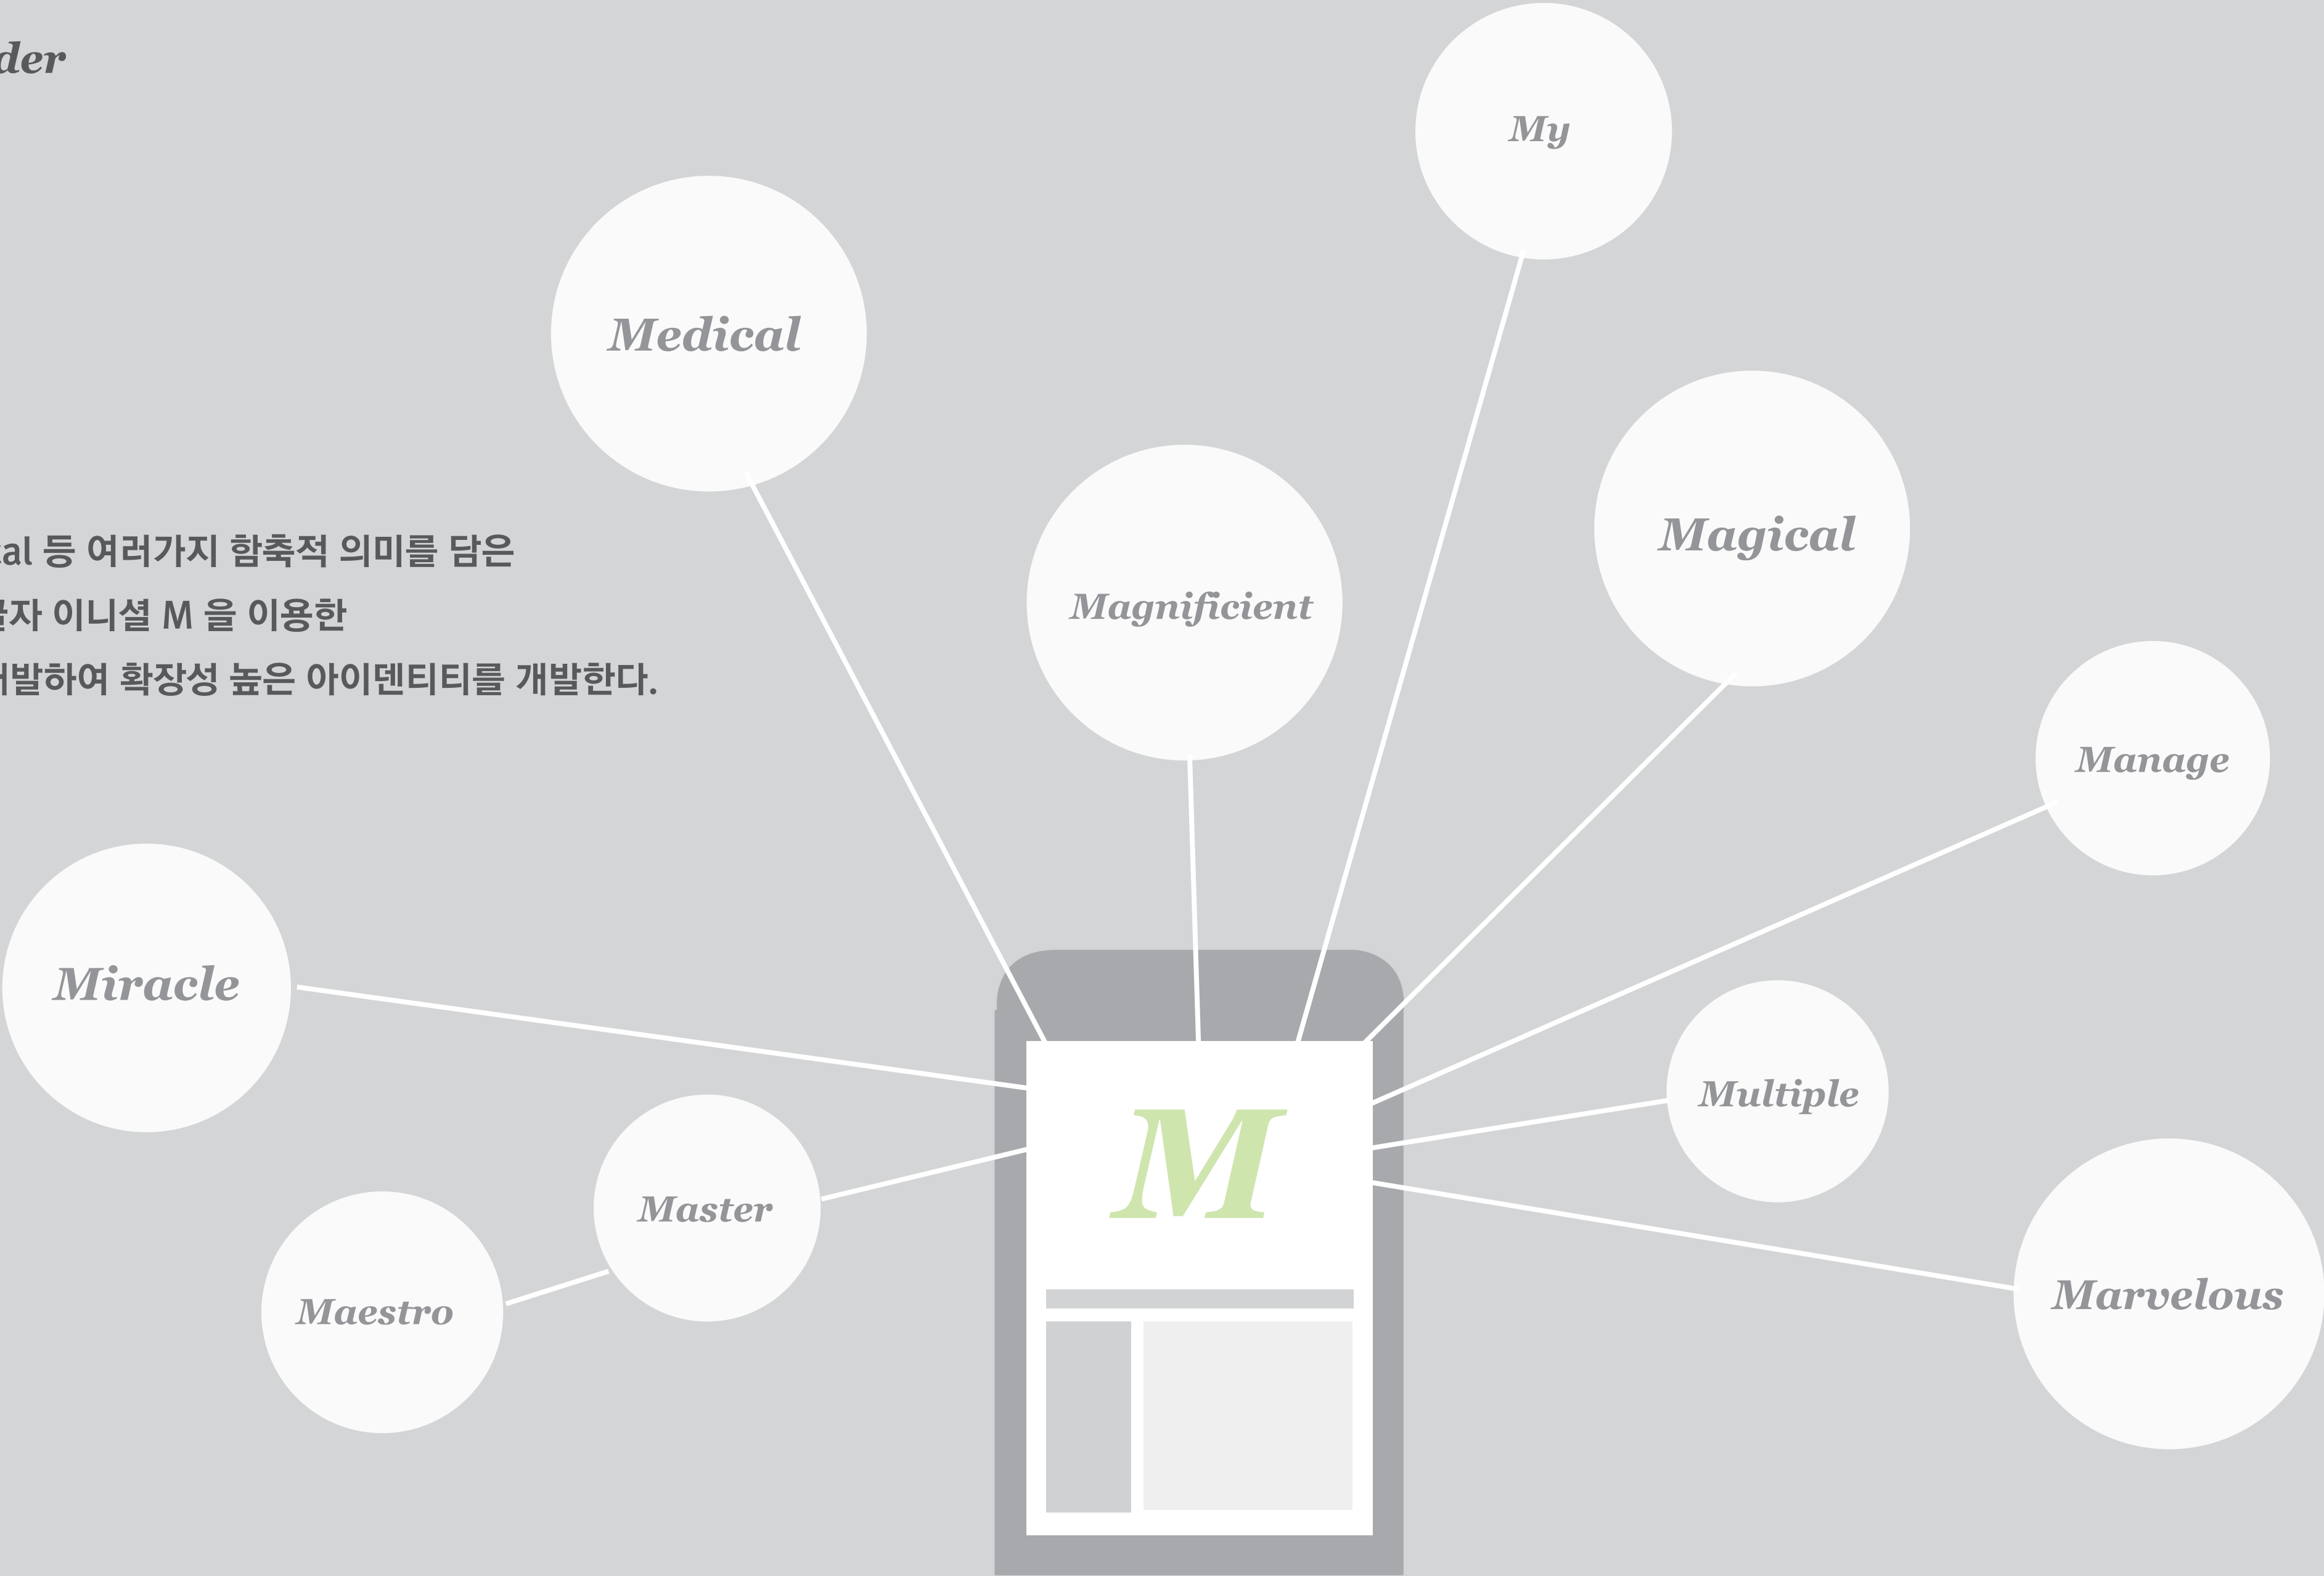 der
My
Medical
Magical
al 등 여러가지 함축적 의미를 담은
Magnificient
자 이니셜 M을 이용한
발하여 확장성 높은 아이덴티티를 개발한다.
Manage
Miracle
Multiple
M
Master
Marvelous
Maestro